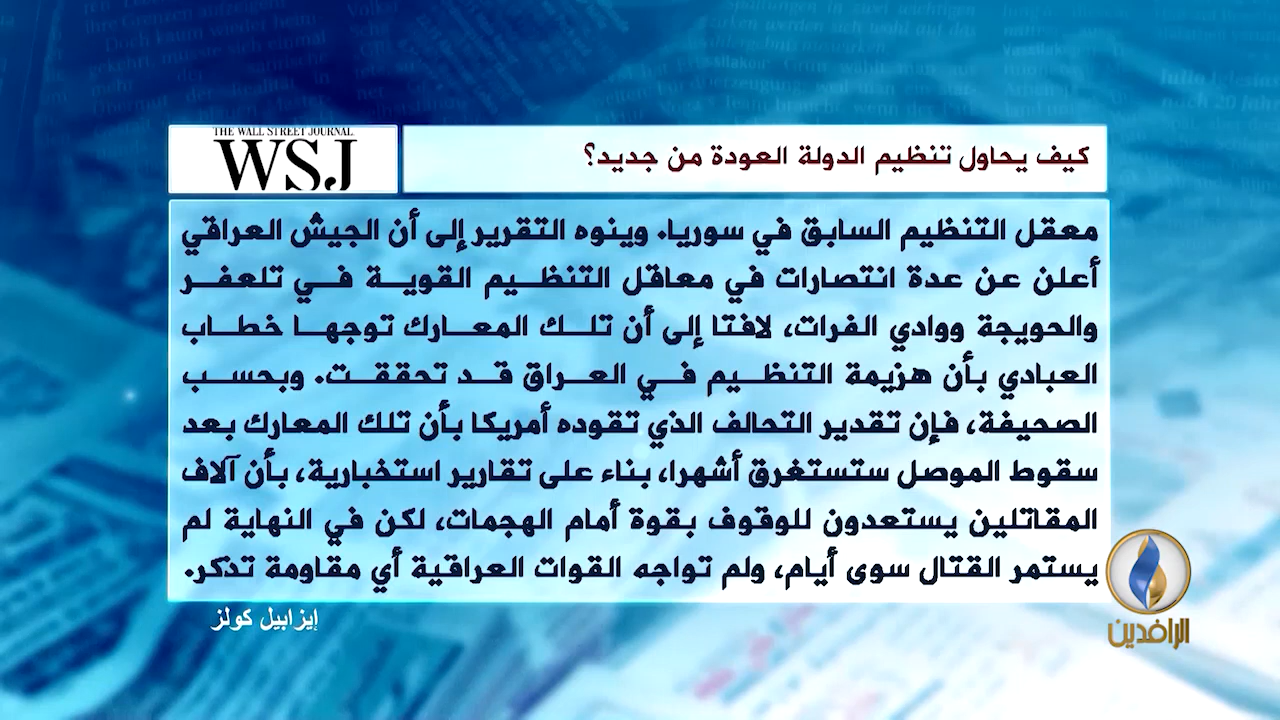 THE WALL STREET JOURNAL
WSJ
كيف يحاول تنظيم الدولة العودة من جديد؟
معقل التنظيم السابق في سوريا. وينوه التقرير إلى أن الجيش العراقي
أعلن عن عدة انتصارات في معاقل التنظيم القوية في تلعفر
والحويجة ووادي الفرات، لافتا إلى أن تلك المعارك توجها خطاب
العبادي بأن هزيمة التنظيم في العراق قد تحققت. وبحسب
الصحيفة، فإن تقدير التحالف الذي تقوده أمريكا بأن تلك المعارك بعد
سقوط الموصل ستستغرق أشهرا، بناء على تقارير استخبارية، بأن آلاف
المقاتلين يستعدون للوقوف بقوة أمام الهجمات، لكن في النهاية لم
يستمر القتال سوى أيام، ولم تواجه القوات العراقية أي مقاومة تذكر.
إيزابيل كولز
الرافدين